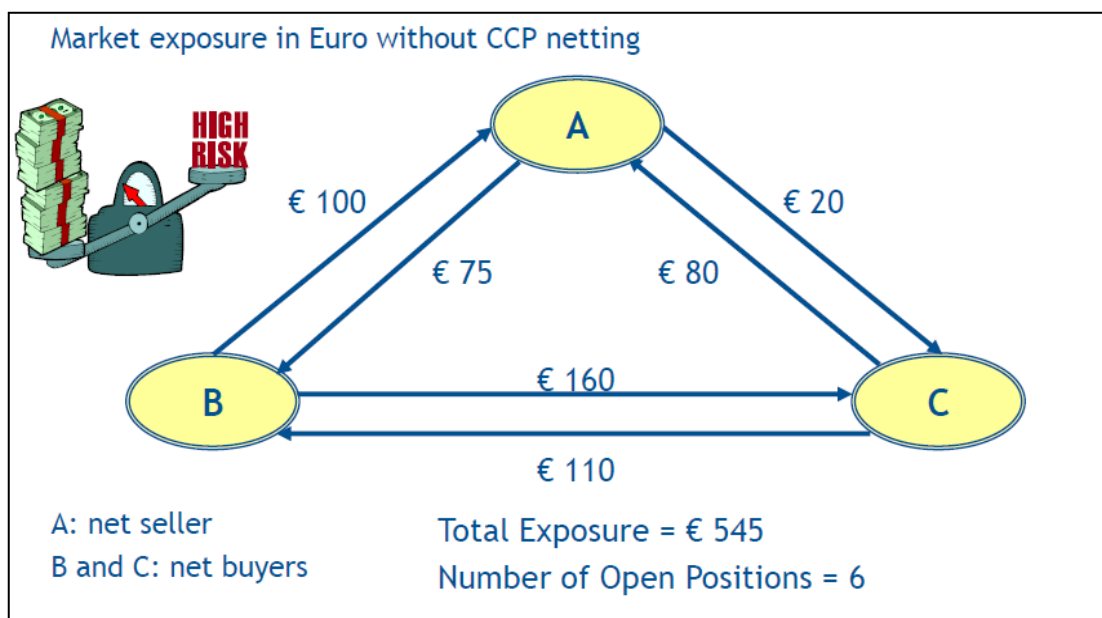 Market exposure in Euro without CCP netting
HIGH
RISK
A
€ 100
€ 20
€ 75
€ 80
B
€ 160
C
€ 110
A: net seller
B and C: net buyers
Total Exposure = € 545
Number of Open Positions = 6